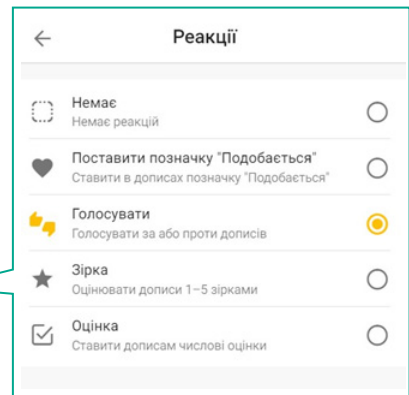 Реакції
Немає
Немає реакцій
Поставити позначку "Подобається"
Ставити в дописах позначку "Подобається"
Голосувати
Голосувати за або проти дописів
Зірка
Оцінювати дописи 1–5 зірками
Оцінка
Ставити дописам числові оцінки